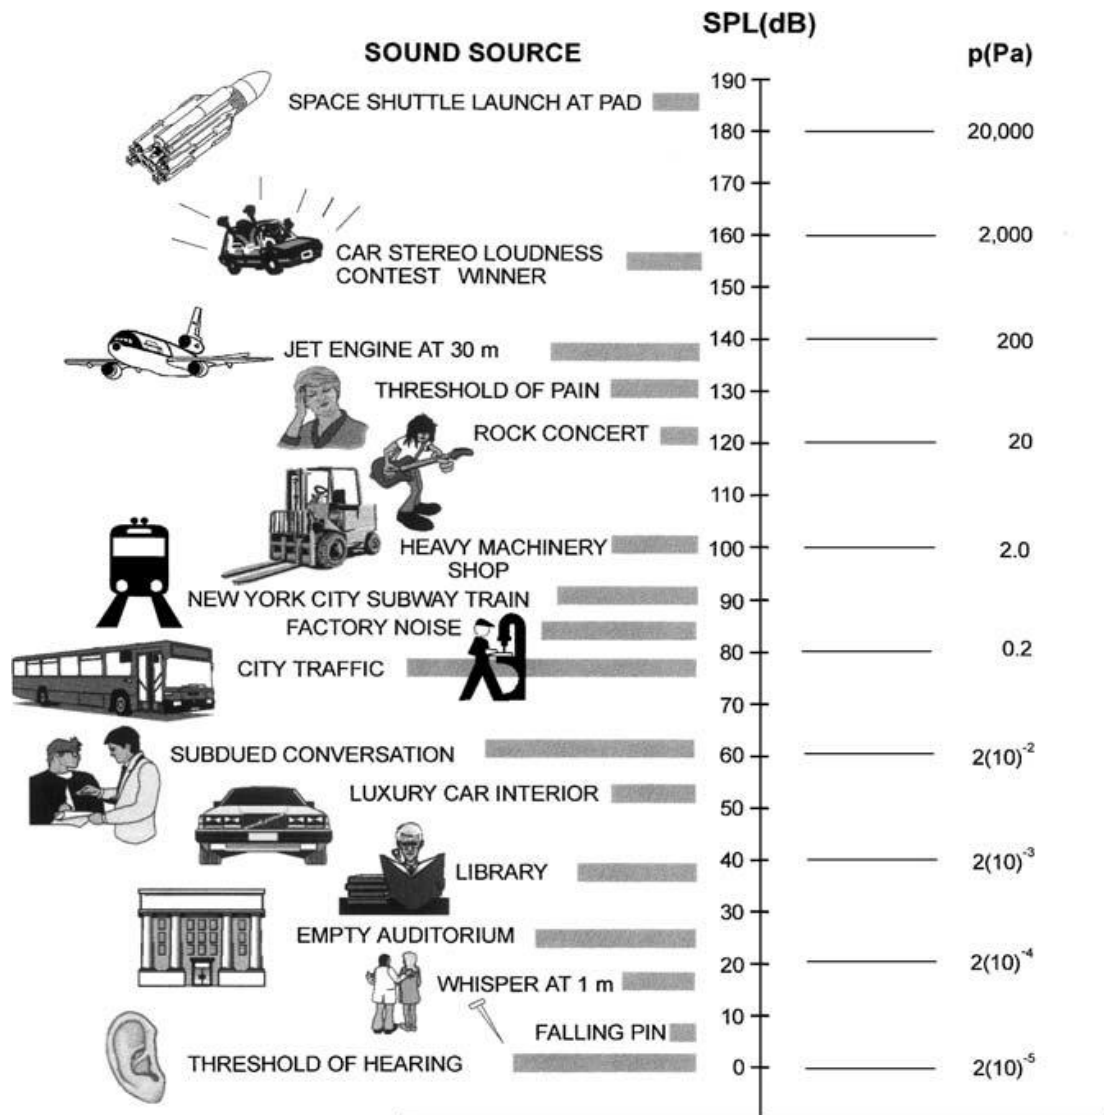 SPL(dB)
SOUND SOURCE
p(Pa)
190
SPACE SHUTTLE LAUNCH AT PAD
180
20,000
170
160
2,000
CAR STEREO LOUDNESS
CONTEST WINNER
150
140
200
JET ENGINE AT 30 m
THRESHOLD OF PAIN
130
ROCK CONCERT
120
20
110
HEAVY MACHINERY
SHOP
100
2.0
NEW YORK CITY SUBWAY TRAIN
90
FACTORY NOISE
CITY TRAFFIC
80
0.2
70
SUBDUED CONVERSATION
60
2(10)⁻²
LUXURY CAR INTERIOR
50
LIBRARY
40
2(10)⁻³
30
EMPTY AUDITORIUM
20
2(10)⁻⁴
WHISPER AT 1 m
10
FALLING PIN
THRESHOLD OF HEARING
0
2(10)⁻⁵